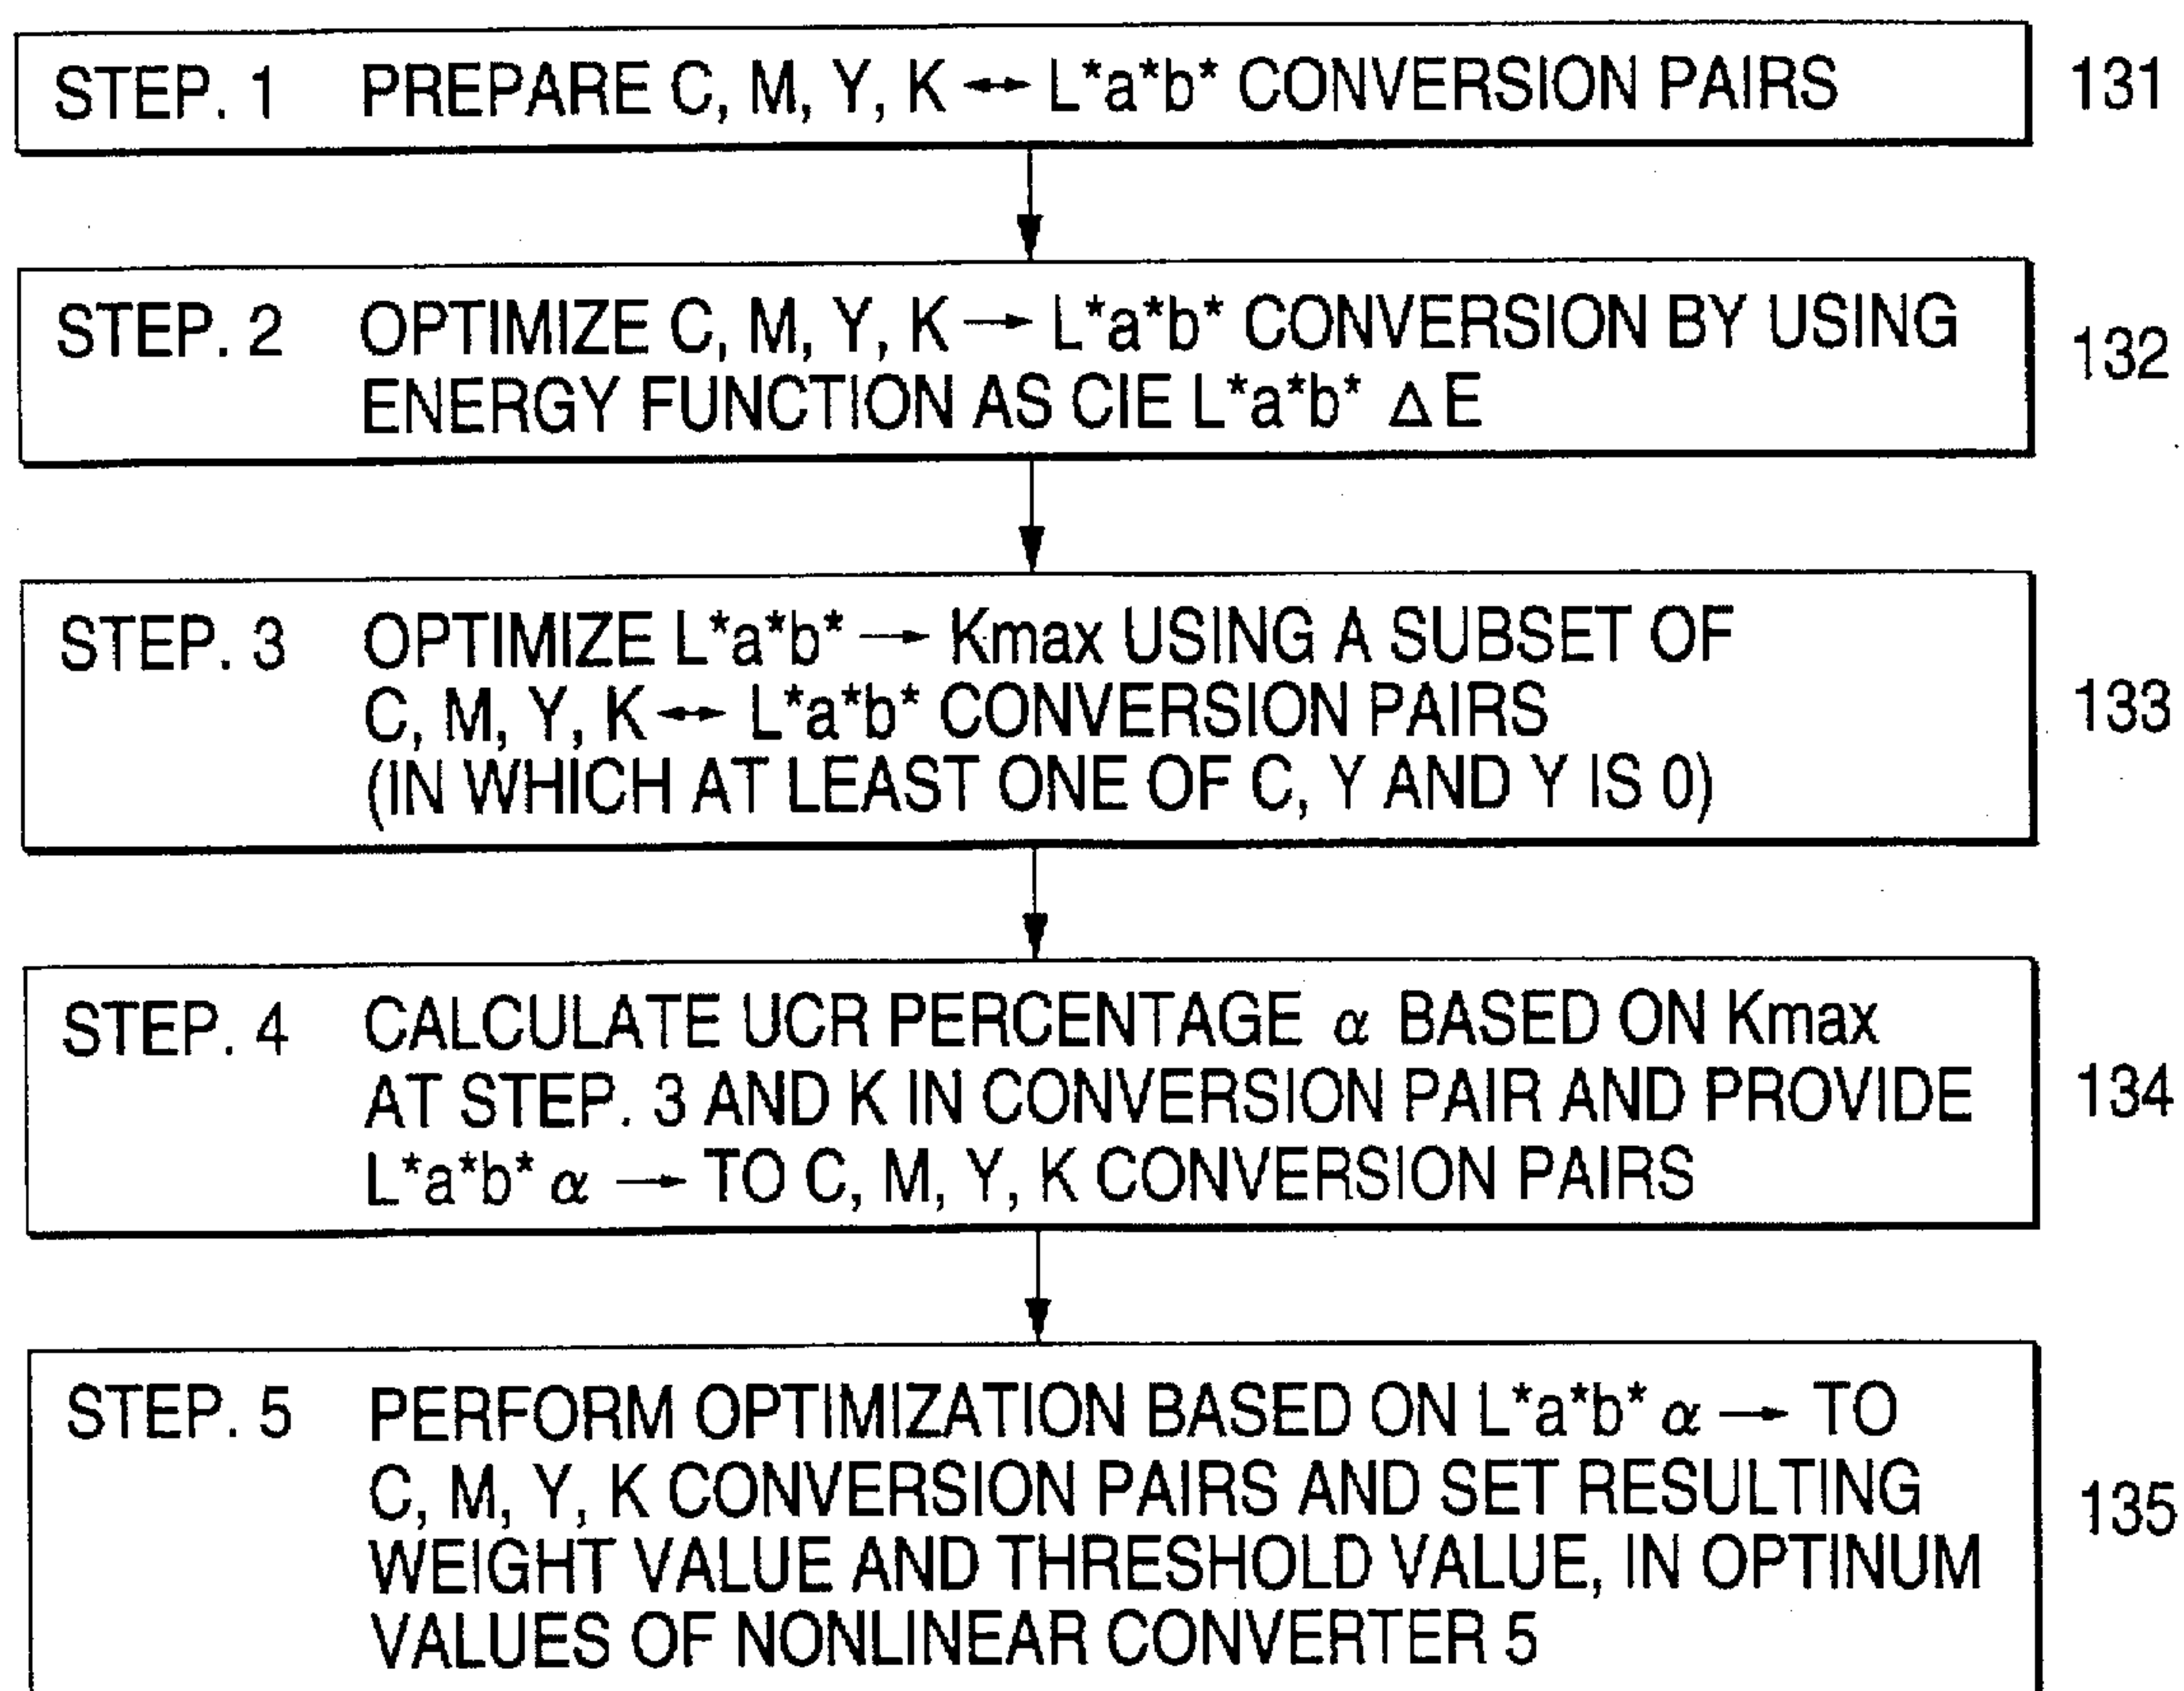 STEP. 1 PREPARE C, M, Y, K ↔ L*a*b* CONVERSION PAIRS 131
STEP. 2 OPTIMIZE C, M, Y, K → L*a*b* CONVERSION BY USING
ENERGY FUNCTION AS CIE L*a*b* ΔE
132
STEP. 3 OPTIMIZE L*a*b* → Kmax USING A SUBSET OF
C, M, Y, K ↔ L*a*b* CONVERSION PAIRS
(IN WHICH AT LEAST ONE OF C, Y AND Y IS 0)
133
STEP. 4 CALCULATE UCR PERCENTAGE α BASED ON Kmax
AT STEP. 3 AND K IN CONVERSION PAIR AND PROVIDE
L*a*b* α → TO C, M, Y, K CONVERSION PAIRS
134
STEP. 5 PERFORM OPTIMIZATION BASED ON L*a*b* α → TO
C, M, Y, K CONVERSION PAIRS AND SET RESULTING
WEIGHT VALUE AND THRESHOLD VALUE, IN OPTINUM
VALUES OF NONLINEAR CONVERTER 5
135